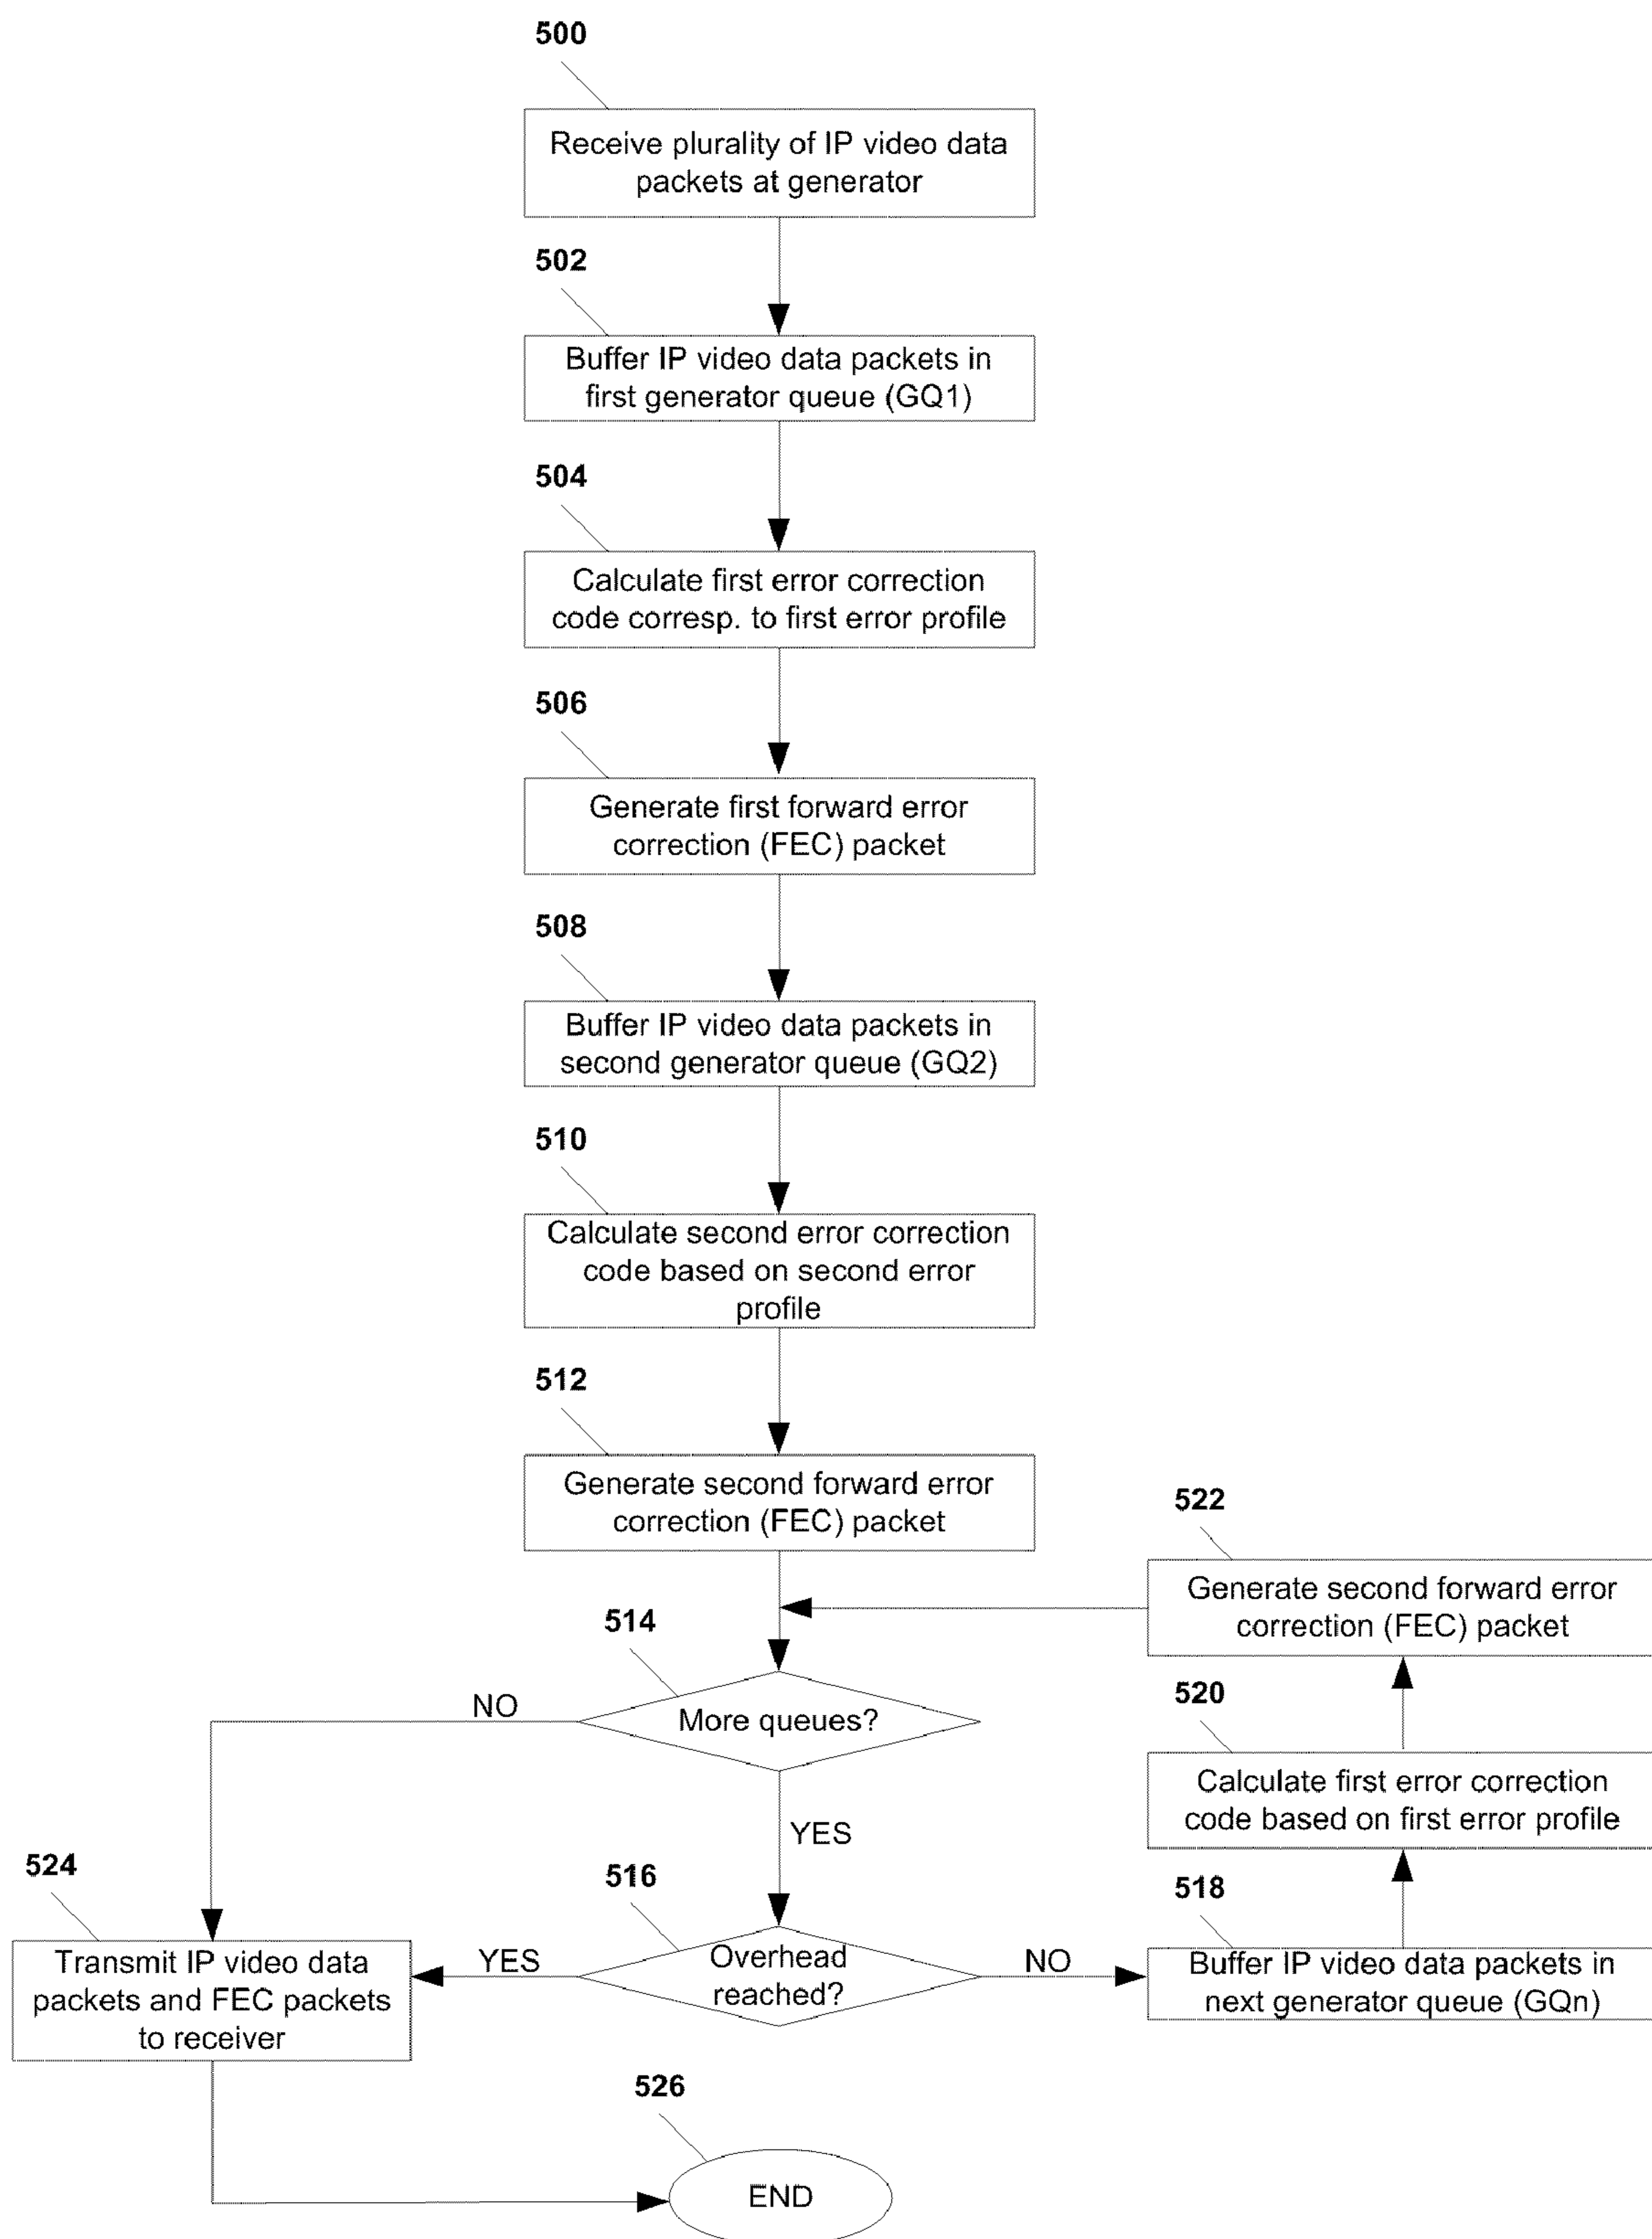 500
Receive plurality of IP video data
packets at generator
502
Buffer IP video data packets in
first generator queue (GQ1)
504
Calculate first error correction
code corresp. to first error profile
506
Generate first forward error
correction (FEC) packet
508
Buffer IP video data packets in
second generator queue (GQ2)
510
Calculate second error correction
code based on second error
profile
512
Generate second forward error
correction (FEC) packet
522
Generate second forward error
correction (FEC) packet
514
More queues?
NO
YES
520
Calculate first error correction
code based on first error profile
524
Transmit IP video data
packets and FEC packets
to receiver
516
Overhead
reached?
YES
NO
518
Buffer IP video data packets in
next generator queue (GQn)
526
END